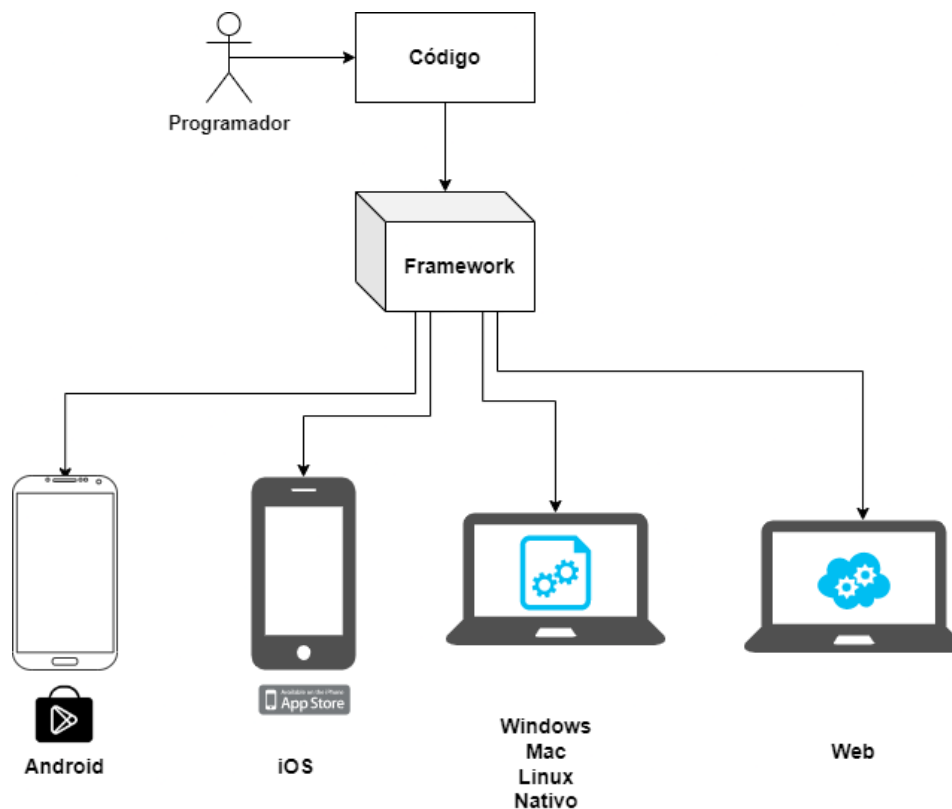 Código
Programador
Framework
Available on the iPhone
App Store
Android
iOS
Windows
Mac
Linux
Nativo
Web